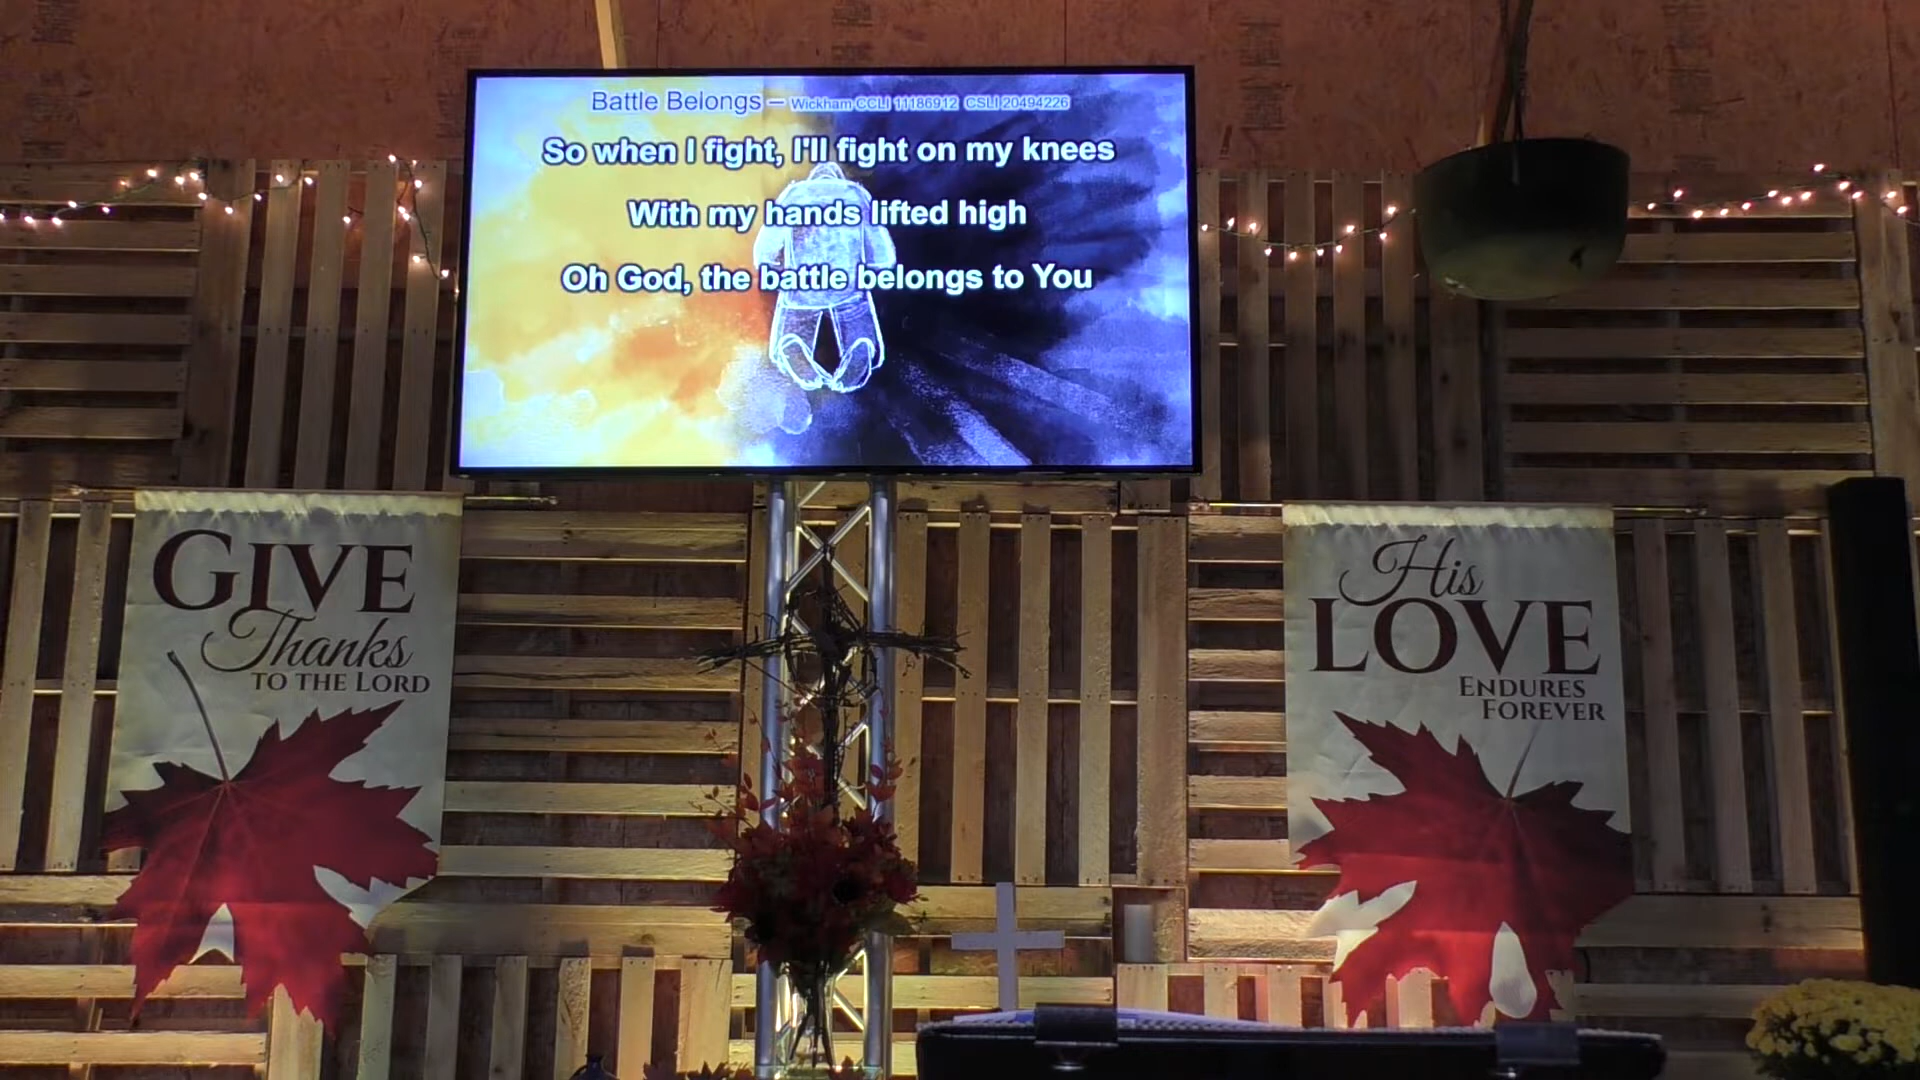 Battle Belongs — Wickham CCLI 11186912 CSLI 20494226
So when I fight, I'll fight on my knees
With my hands lifted high
Oh God, the battle belongs to You
GIVE
Thanks
TO THE LORD
His
LOVE
ENDURES
FOREVER